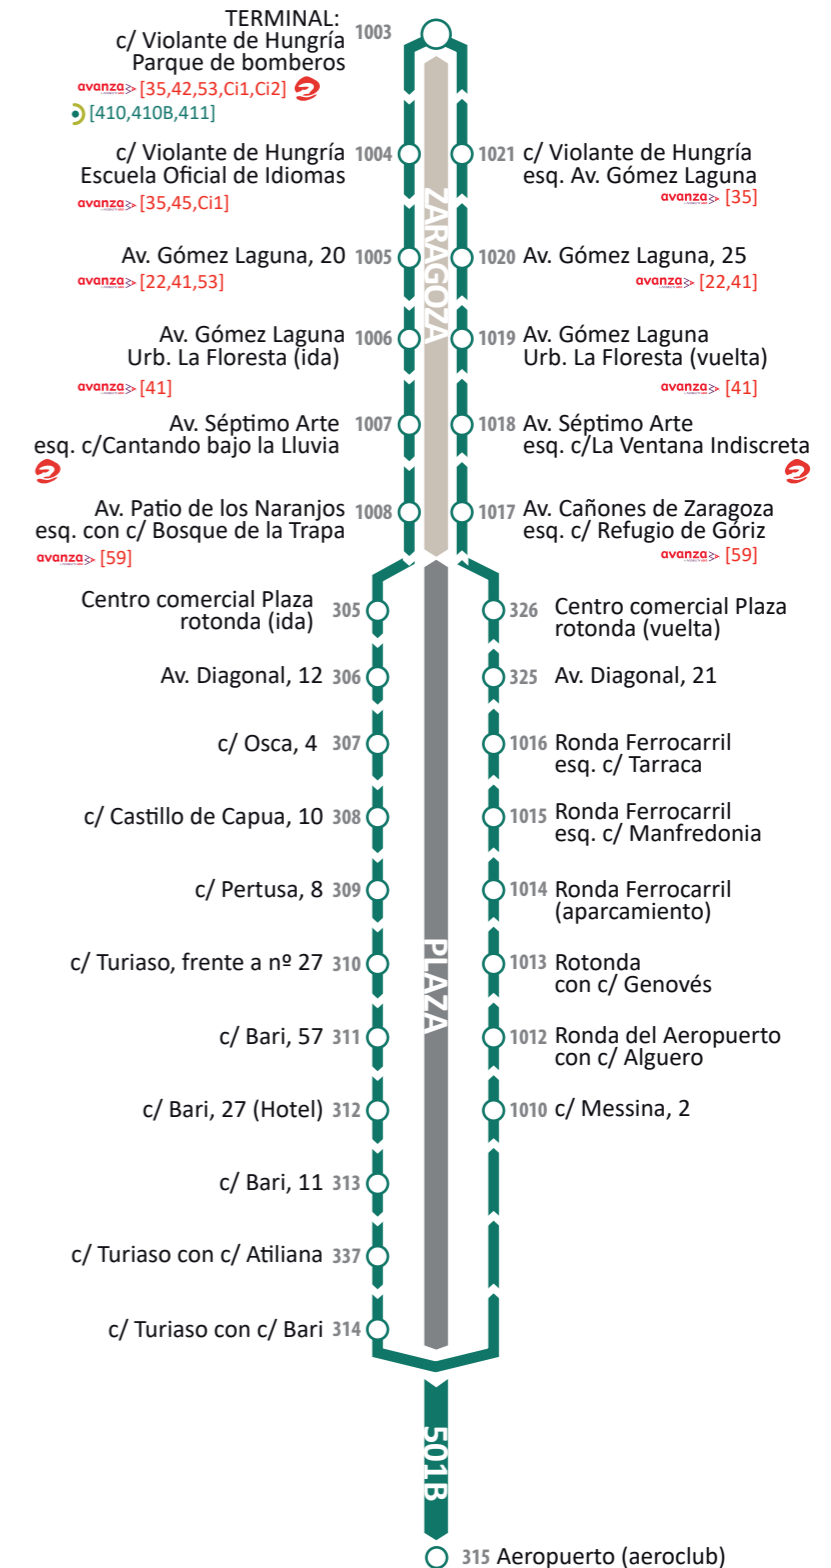 TERMINAL:
c/ Violante de Hungría
Parque de bomberos
1003
avanza [35,42,53,Ci1,Ci2]
[410,410B,411]
c/ Violante de Hungría
Escuela Oficial de Idiomas
1004
avanza [35,45,Ci1]
1021 c/ Violante de Hungría
esq. Av. Gómez Laguna
avanza [35]
ZARAGOZA
Av. Gómez Laguna, 20 1005
avanza [22,41,53]
1020 Av. Gómez Laguna, 25
avanza [22,41]
Av. Gómez Laguna 1006
Urb. La Floresta (ida)
avanza [41]
1019 Av. Gómez Laguna
Urb. La Floresta (vuelta)
avanza [41]
Av. Séptimo Arte 1007
esq. c/Cantando bajo la Lluvia
1018 Av. Séptimo Arte
esq. c/La Ventana Indiscreta
Av. Patio de los Naranjos 1008
esq. con c/ Bosque de la Trapa
avanza [59]
1017 Av. Cañones de Zaragoza
esq. c/ Refugio de Góriz
avanza [59]
Centro comercial Plaza
rotonda (ida)
305
326 Centro comercial Plaza
rotonda (vuelta)
Av. Diagonal, 12 306
325 Av. Diagonal, 21
c/ Osca, 4 307
1016 Ronda Ferrocarril
esq. c/ Tarraca
c/ Castillo de Capua, 10 308
1015 Ronda Ferrocarril
esq. c/ Manfredonia
c/ Pertusa, 8 309
1014 Ronda Ferrocarril
(aparcamiento)
PLAZA
c/ Turiaso, frente a nº 27 310
1013 Rotonda
con c/ Genovés
c/ Bari, 57 311
1012 Ronda del Aeropuerto
con c/ Alguero
c/ Bari, 27 (Hotel) 312
1010 c/ Messina, 2
c/ Bari, 11 313
c/ Turiaso con c/ Atiliana 337
c/ Turiaso con c/ Bari 314
501B
315 Aeropuerto (aeroclub)